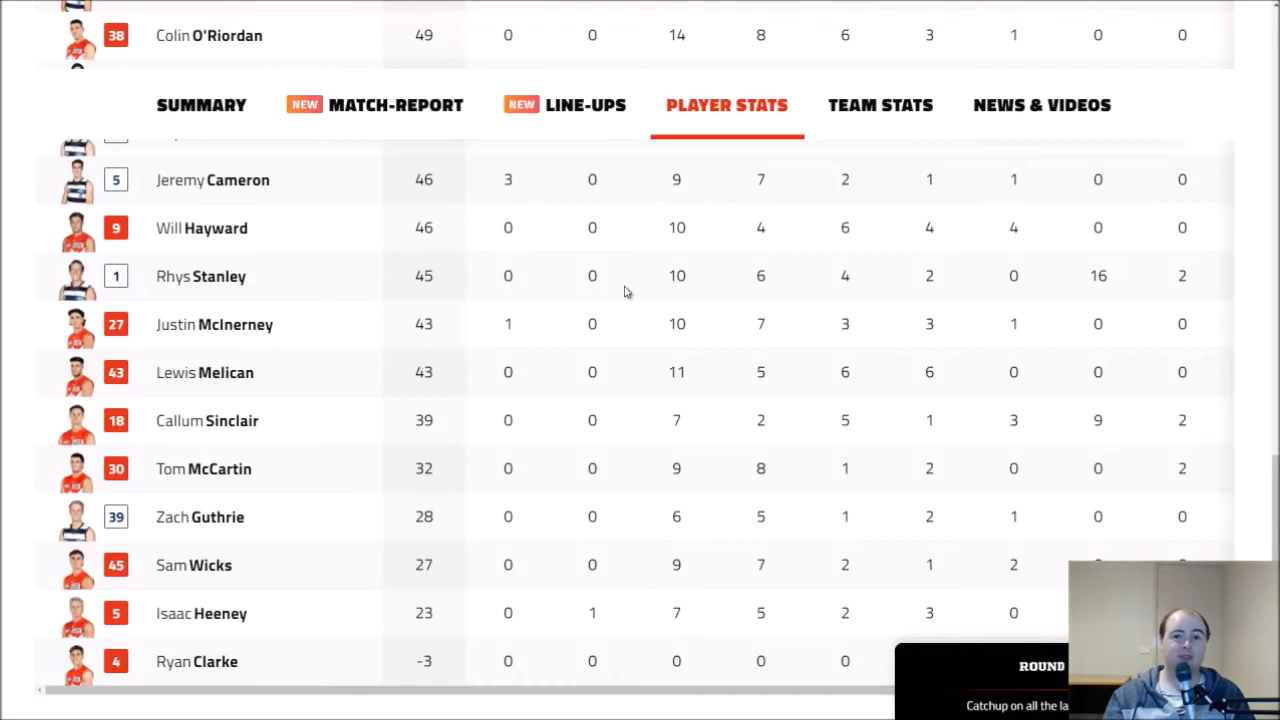 38 Colin O'Riordan 49 0 0 14 8 6 3 1 0 0
SUMMARY NEW MATCH-REPORT NEW LINE-UPS PLAYER STATS TEAM STATS NEWS & VIDEOS
5 Jeremy Cameron 46 3 0 9 7 2 1 1 0 0
9 Will Hayward 46 0 0 10 4 6 4 4 0 0
1 Rhys Stanley 45 0 0 10 6 4 2 0 16 2
27 Justin McInerney 43 1 0 10 7 3 3 1 0 0
43 Lewis Melican 43 0 0 11 5 6 6 0 0 0
18 Callum Sinclair 39 0 0 7 2 5 1 3 9 2
30 Tom McCartin 32 0 0 9 8 1 2 0 0 2
39 Zach Guthrie 28 0 0 6 5 1 2 1 0 0
45 Sam Wicks 27 0 0 9 7 2 1 2
5 Isaac Heeney 23 0 1 7 5 2 3 0
4 Ryan Clarke -3 0 0 0 0 0
ROUND
Catchup on all the la